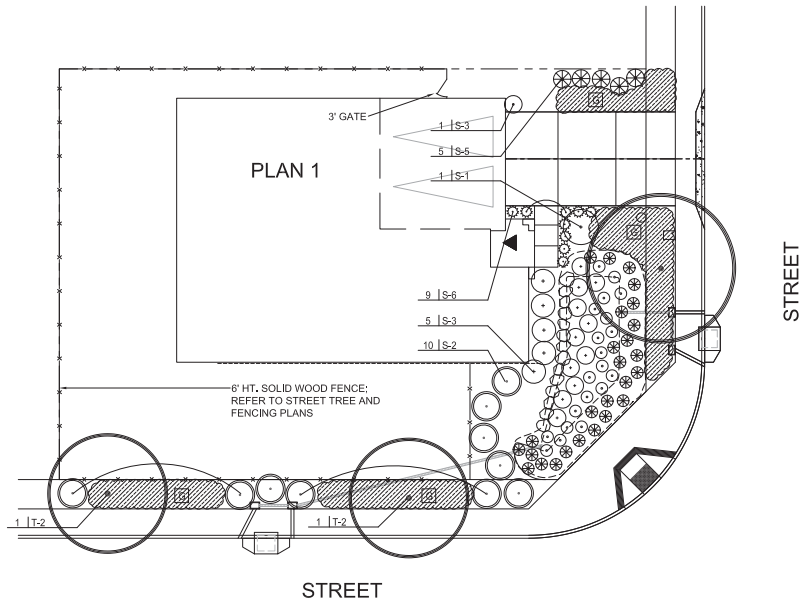 3' GATE
1 S-3
5 S-5
1 S-1
PLAN 1
G
G
STREET
9 S-6
5 S-3
10 S-2
6' HT. SOLID WOOD FENCE;
REFER TO STREET TREE AND
FENCING PLANS
G
G
1 T-2
1 T-2
STREET